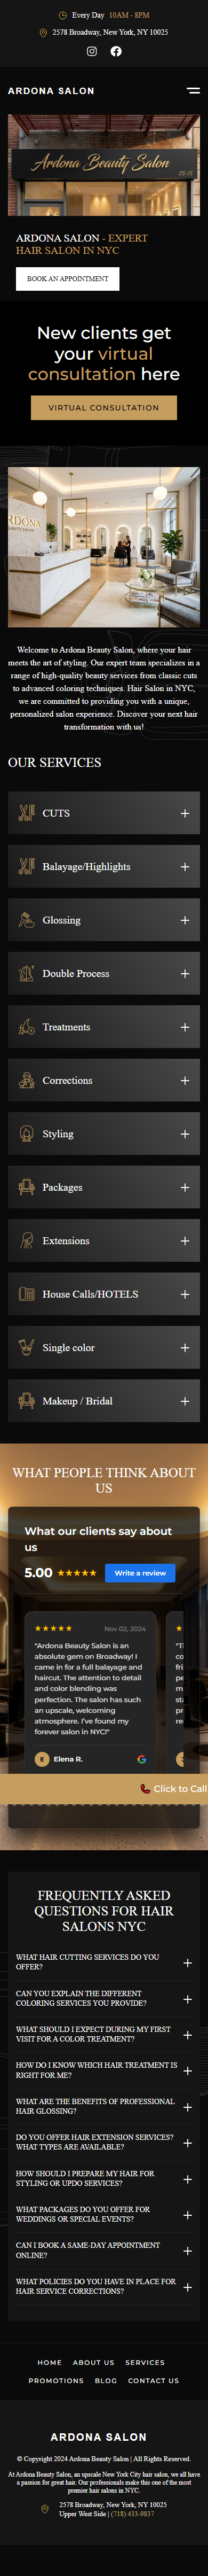 Every Day 10AM - 8PM
2578 Broadway, New York, NY 10025
ARDONA SALON
Ardona Beauty Salon
ARDONA SALON - EXPERT
HAIR SALON IN NYC
BOOK AN APPOINTMENT
New clients get
your virtual
consultation here
VIRTUAL CONSULTATION
RDONA
Welcome to Ardona Beauty Salon, where your hair
meets the art of styling. Our expert team specializes in a
range of high-quality beauty services from classic cuts
to advanced coloring techniques. Hair Salon in NYC,
we are committed to providing you with a unique,
personalized salon experience. Discover your next hair
transformation with us!
OUR SERVICES
CUTS
Balayage/Highlights
Glossing
Double Process
Treatments
Corrections
Styling
Packages
Extensions
House Calls/HOTELS
Single color
Makeup / Bridal
WHAT PEOPLE THINK ABOUT
US
What our clients say about
us
5.00 ★★★★★ Write a review
★★★★★ Nov 02, 2024
"Ardona Beauty Salon is an
absolute gem on Broadway! I
came in for a full balayage and
haircut. The attention to detail
and color blending was
perfection. The salon has such
an upscale, welcoming
atmosphere. I've found my
forever salon in NYC!"
E Elena R.
Click to Call
FREQUENTLY ASKED
QUESTIONS FOR HAIR
SALONS NYC
WHAT HAIR CUTTING SERVICES DO YOU
OFFER?
CAN YOU EXPLAIN THE DIFFERENT
COLORING SERVICES YOU PROVIDE?
WHAT SHOULD I EXPECT DURING MY FIRST
VISIT FOR A COLOR TREATMENT?
HOW DO I KNOW WHICH HAIR TREATMENT IS
RIGHT FOR ME?
WHAT ARE THE BENEFITS OF PROFESSIONAL
HAIR GLOSSING?
DO YOU OFFER HAIR EXTENSION SERVICES?
WHAT TYPES ARE AVAILABLE?
HOW SHOULD I PREPARE MY HAIR FOR
STYLING OR UPDO SERVICES?
WHAT PACKAGES DO YOU OFFER FOR
WEDDINGS OR SPECIAL EVENTS?
CAN I BOOK A SAME-DAY APPOINTMENT
ONLINE?
WHAT POLICIES DO YOU HAVE IN PLACE FOR
HAIR SERVICE CORRECTIONS?
HOME ABOUT US SERVICES
PROMOTIONS BLOG CONTACT US
ARDONA SALON
© Copyright 2024 Ardona Beauty Salon | All Rights Reserved.
At Ardona Beauty Salon, an upscale New York City hair salon, we all have
a passion for great hair. Our professionals make this one of the most
premier hair salons in NYC.
2578 Broadway, New York, NY 10025
Upper West Side | (718) 433-9837